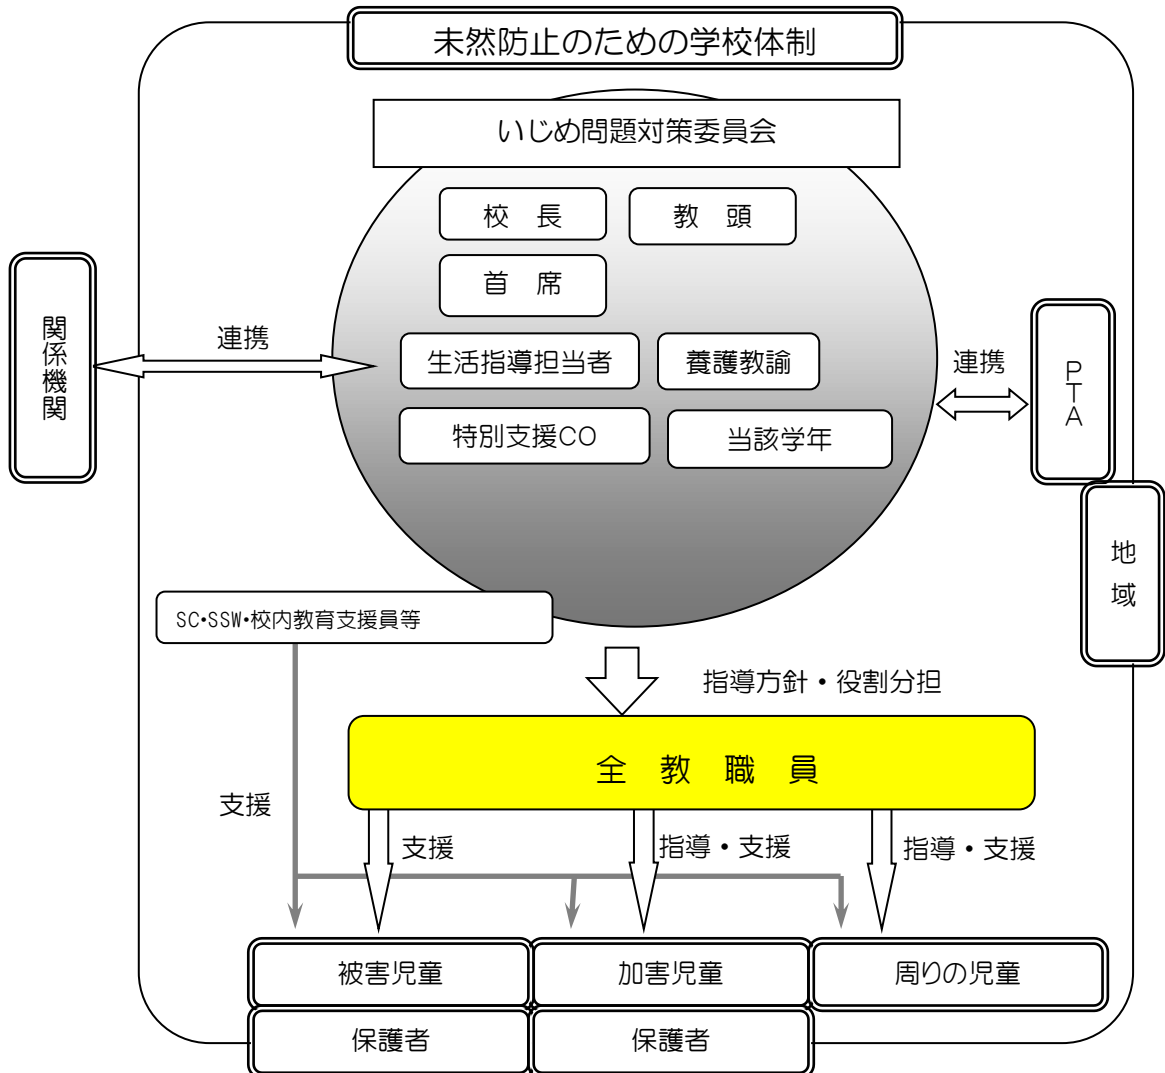 未然防止のための学校体制
いじめ問題対策委員会
校　長
教　頭
首　席
関係機関
連携
生活指導担当者
養護教諭
連携
PTA
特別支援CO
当該学年
地域
SC・SSW・校内教育支援員等
指導方針・役割分担
全　教　職　員
支援
支援
指導・支援
指導・支援
被害児童
加害児童
周りの児童
保護者
保護者